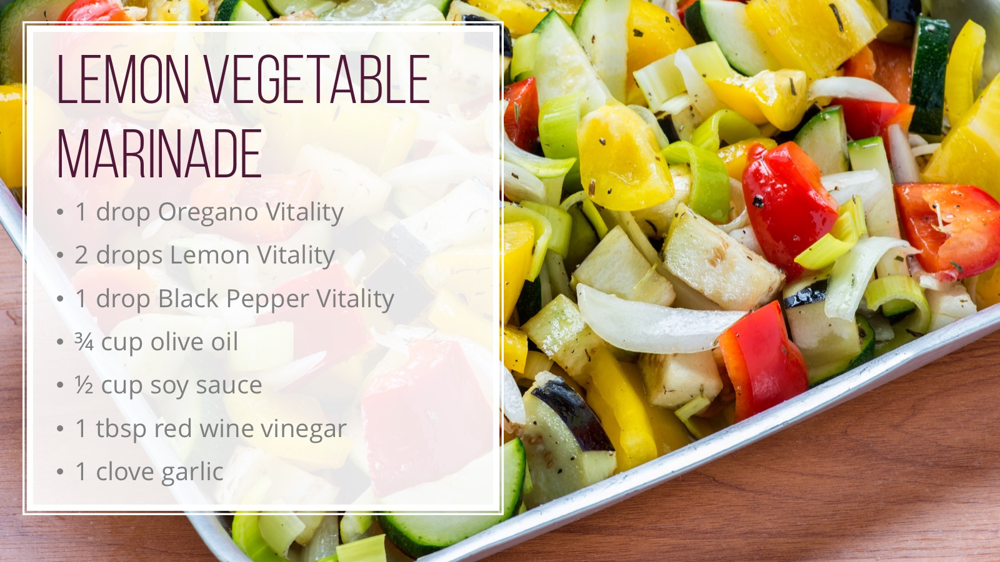 LEMON VEGETABLE
MARINADE
• 1 drop Oregano Vitality
• 2 drops Lemon Vitality
• 1 drop Black Pepper Vitality
• ¾ cup olive oil
• ½ cup soy sauce
• 1 tbsp red wine vinegar
• 1 clove garlic